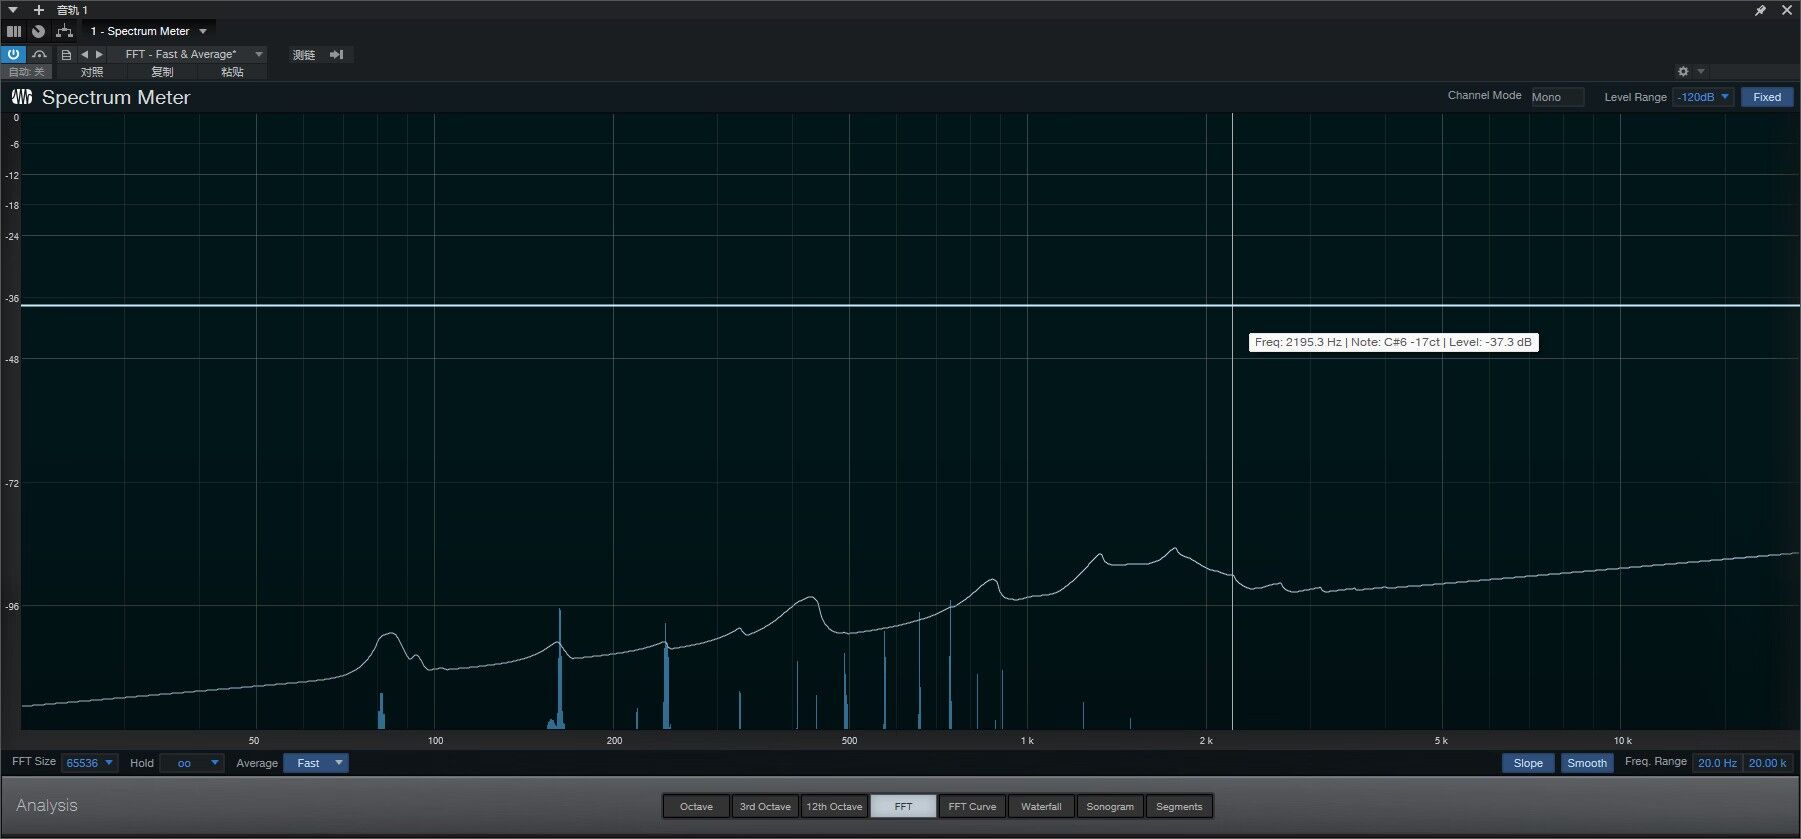 音轨 1
1 - Spectrum Meter
FFT - Fast & Average* 测链
自动: 关 对照 复制 粘贴
Spectrum Meter Channel Mode Mono Level Range -120dB Fixed
0
-6
-12
-18
-24
-36
Freq: 2195.3 Hz | Note: C#6 -17ct | Level: -37.3 dB
-48
-72
-96
50 100 200 500 1 k 2 k 5 k 10 k
FFT Size 65536 Hold oo Average Fast Slope Smooth Freq. Range 20.0 Hz 20.00 k
Analysis Octave 3rd Octave 12th Octave FFT FFT Curve Waterfall Sonogram Segments